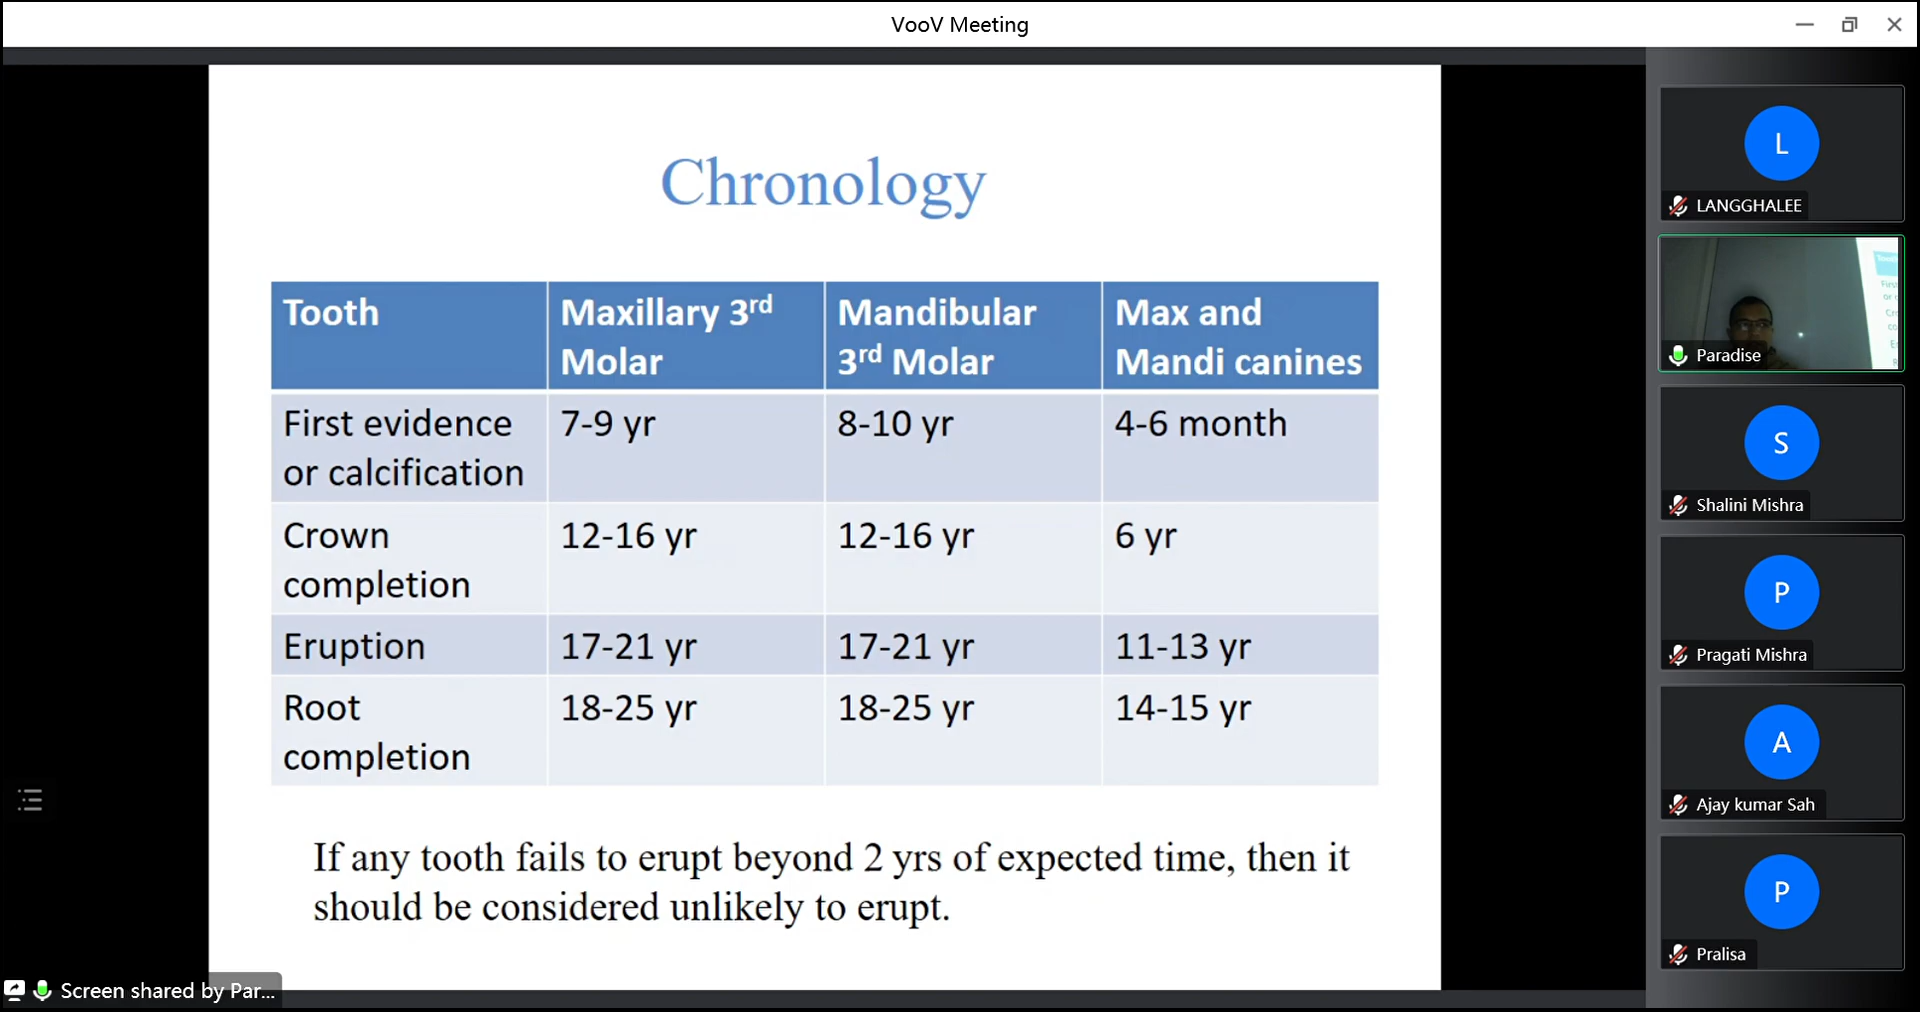 VooV Meeting
Chronology
Tooth
Maxillary 3rd
Molar
Mandibular
3rd Molar
Max and
Mandi canines
First evidence
or calcification
7-9 yr
8-10 yr
4-6 month
Crown
completion
12-16 yr
12-16 yr
6 yr
Eruption
17-21 yr
17-21 yr
11-13 yr
Root
completion
18-25 yr
18-25 yr
14-15 yr
If any tooth fails to erupt beyond 2 yrs of expected time, then it
should be considered unlikely to erupt.
Screen shared by Par...
L
LANGGHALEE
Paradise
S
Shalini Mishra
P
Pragati Mishra
A
Ajay kumar Sah
P
Pralisa